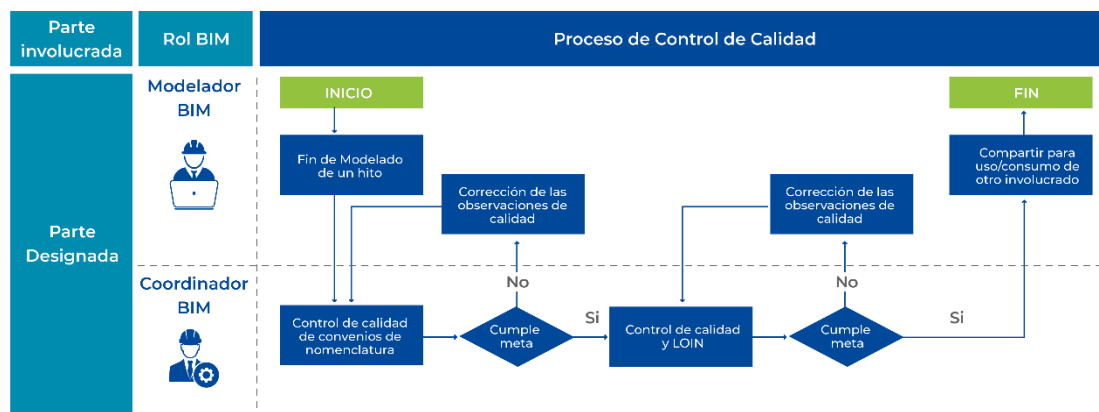 Parte
involucrada
Rol BIM
Proceso de Control de Calidad
Parte
Designada
Modelador
BIM
INICIO
FIN
Fin de Modelado
de un hito
Compartir para
uso/consumo de
otro involucrado
Corrección de las
observaciones de
calidad
Corrección de las
observaciones de
calidad
Coordinador
BIM
No
No
Control de calidad
de convenios de
nomenclatura
Cumple
meta
Si
Control de calidad
y LOIN
Cumple
meta
Si